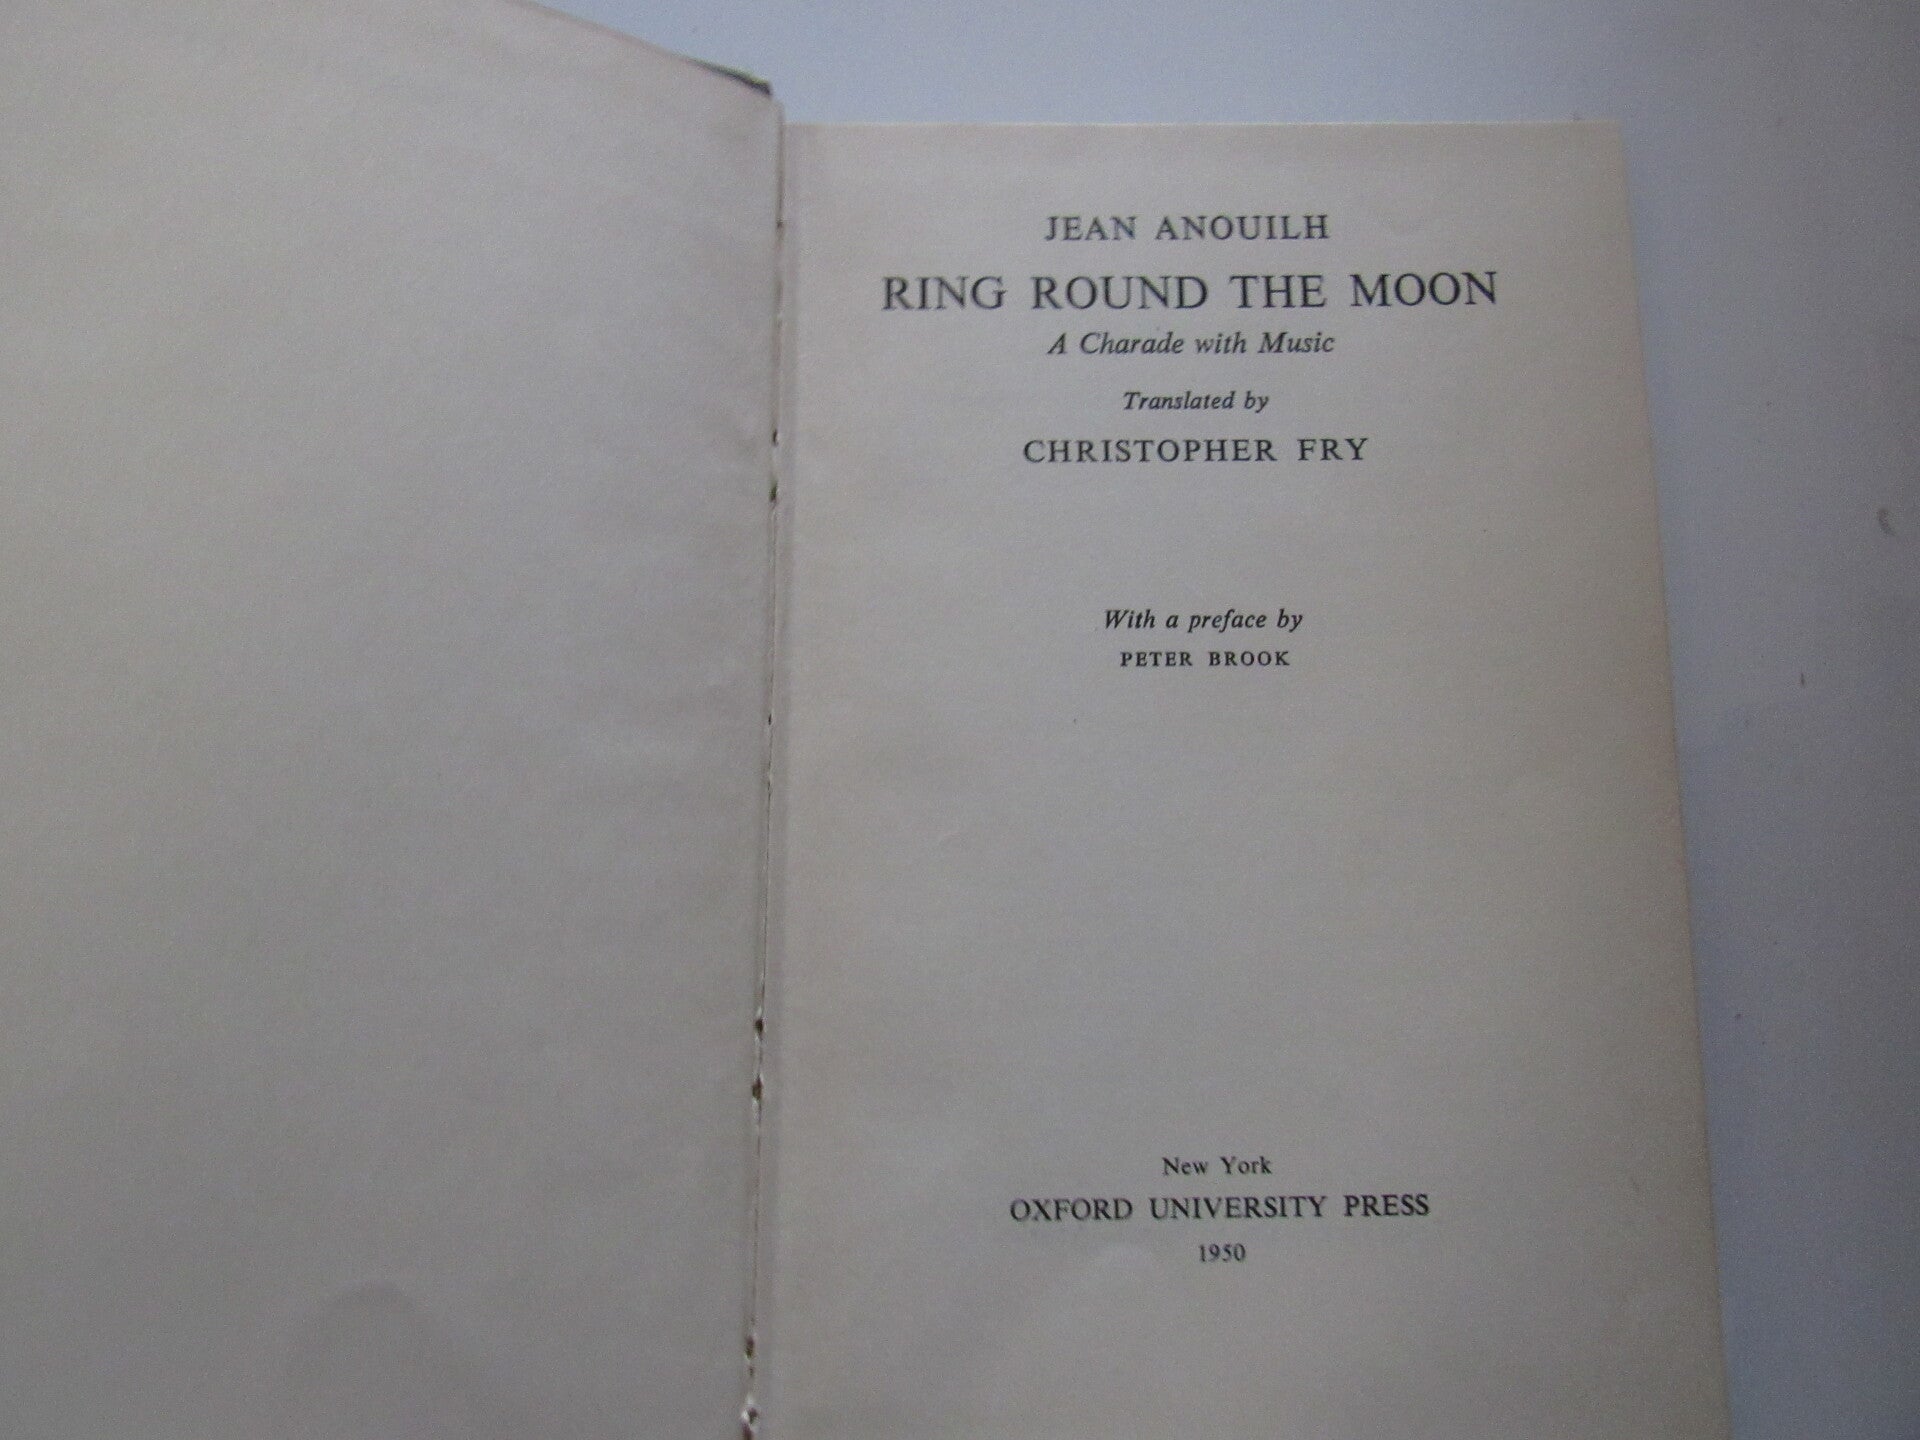 JEAN ANOUILH
RING ROUND THE MOON
A Charade with Music
Translated by
CHRISTOPHER FRY
With a preface by
PETER BROOK
New York
OXFORD UNIVERSITY PRESS
1950